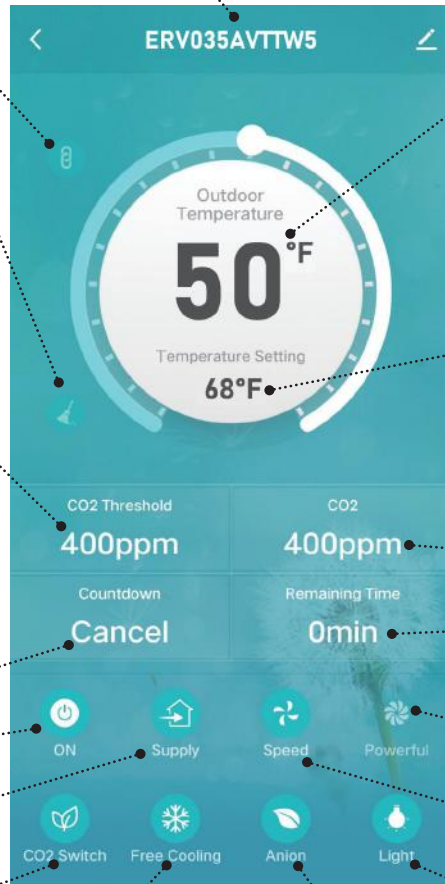 ERV035AVTTW5
Outdoor
Temperature
50°F
Temperature Setting
68°F
CO2 Threshold
CO2
400ppm
400ppm
Countdown
Remaining Time
Cancel
0min
ON
Supply
Speed
Powerful
CO2 Switch
Free Cooling
Anion
Light